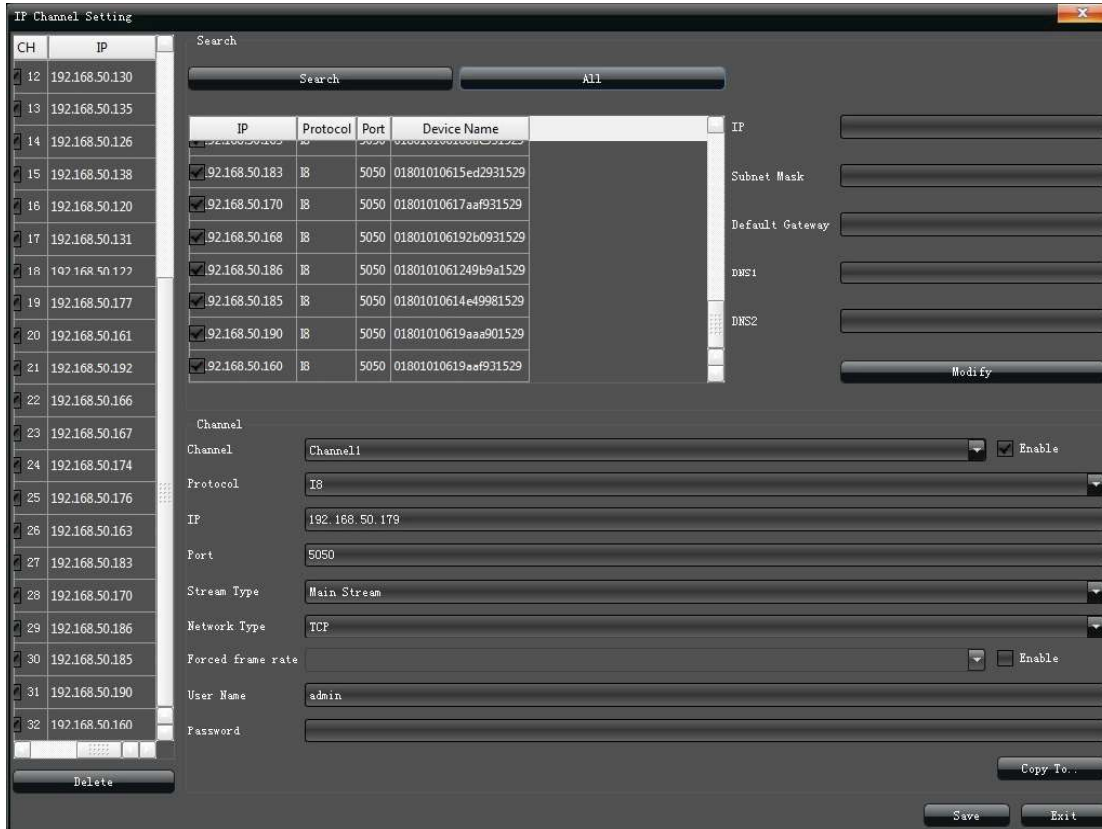 IP Channel Setting
CH IP
12 192.168.50.130
13 192.168.50.135
14 192.168.50.126
15 192.168.50.138
16 192.168.50.120
17 192.168.50.131
18 192.168.50.122
19 192.168.50.177
20 192.168.50.161
21 192.168.50.192
22 192.168.50.166
23 192.168.50.167
24 192.168.50.174
25 192.168.50.176
26 192.168.50.163
27 192.168.50.183
28 192.168.50.170
29 192.168.50.186
30 192.168.50.185
31 192.168.50.190
32 192.168.50.160
Delete
Search
Search All
IP Protocol Port Device Name
.92.168.50.183 I8 5050 01801010615ed2931529
.92.168.50.170 I8 5050 01801010617aaf931529
.92.168.50.168 I8 5050 018010106192b0931529
.92.168.50.186 I8 5050 0180101061249b9a1529
.92.168.50.185 I8 5050 01801010614e49981529
.92.168.50.190 I8 5050 01801010619aaa901529
.92.168.50.160 I8 5050 01801010619aaf931529
IP
Subnet Mask
Default Gateway
DNS1
DNS2
Modify
Channel
Channel Channel1 Enable
Protocol I8
IP 192.168.50.179
Port 5050
Stream Type Main Stream
Network Type TCP
Forced frame rate Enable
User Name admin
Password
Copy To..
Save Exit